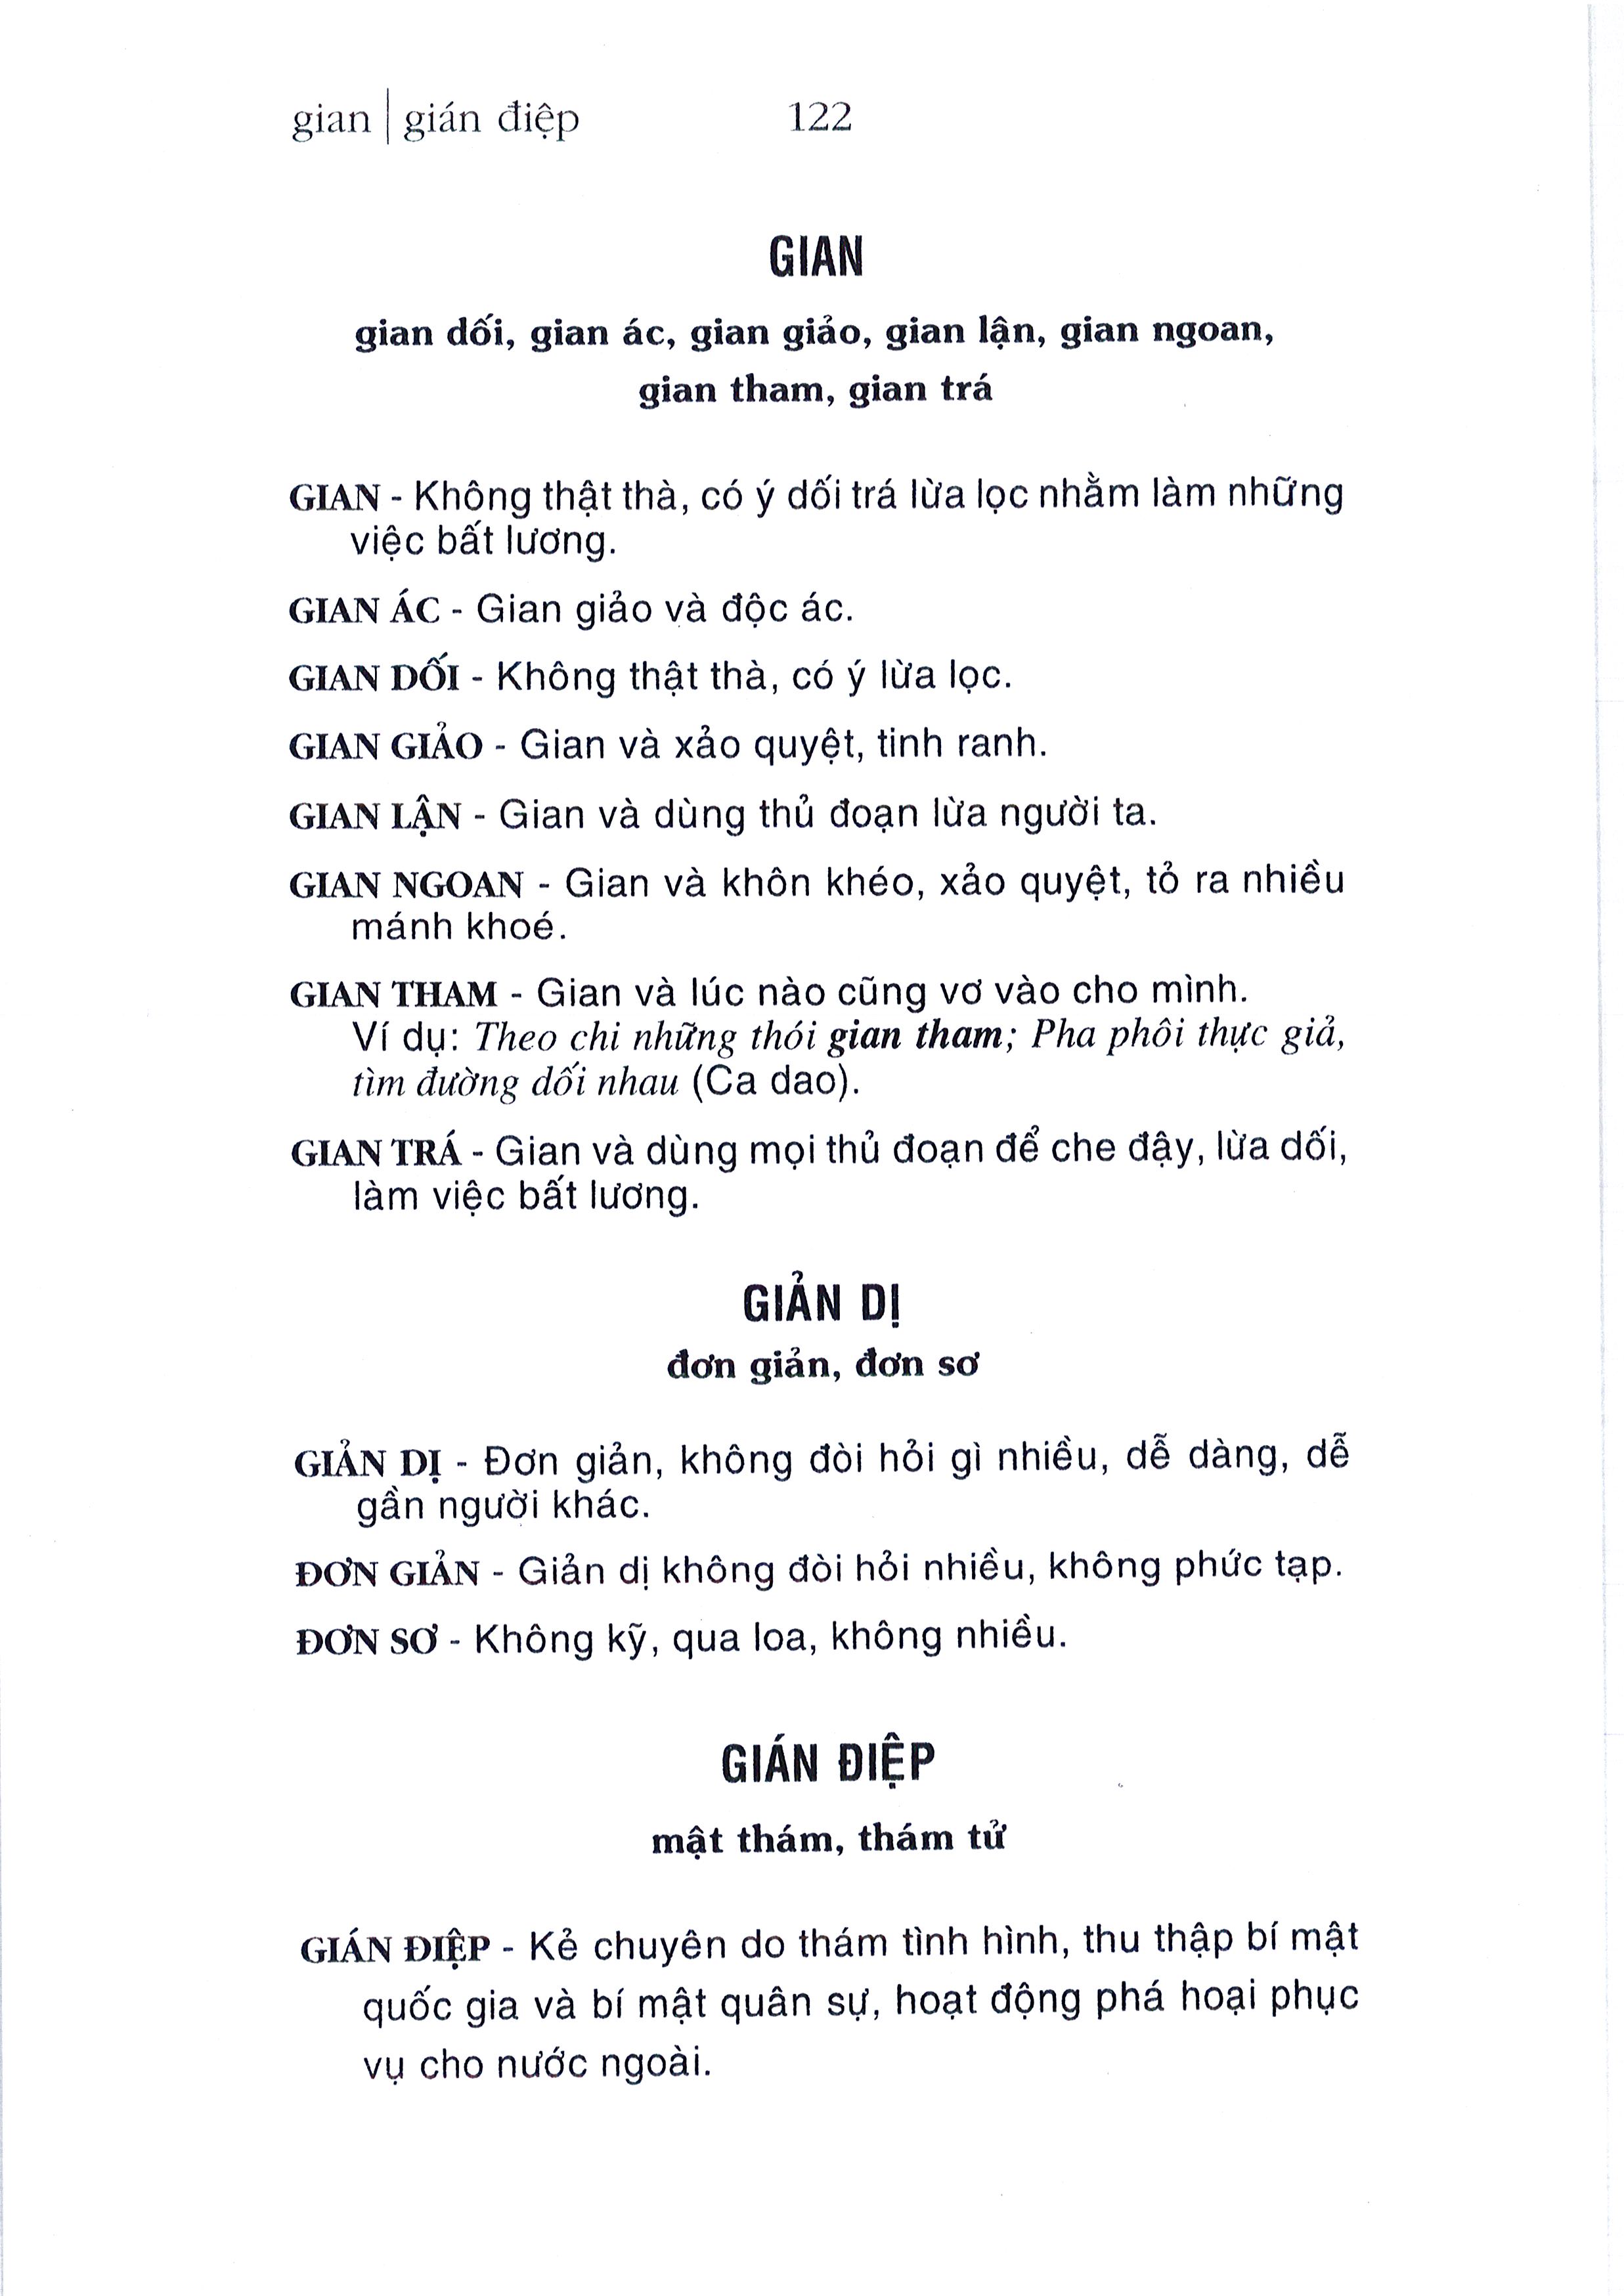 gian | gián điệp 122
GIAN
gian dối, gian ác, gian giảo, gian lận, gian ngoan,
gian tham, gian trá
GIAN - Không thật thà, có ý dối trá lừa lọc nhằm làm những
việc bất lương.
GIAN ÁC - Gian giảo và độc ác.
GIAN DỐI - Không thật thà, có ý lừa lọc.
GIAN GIẢO - Gian và xảo quyệt, tinh ranh.
GIAN LẬN - Gian và dùng thủ đoạn lừa người ta.
GIAN NGOAN - Gian và khôn khéo, xảo quyệt, tỏ ra nhiều
mánh khoé.
GIAN THAM - Gian và lúc nào cũng vơ vào cho mình.
Ví dụ: Theo chi những thói gian tham; Pha phôi thực giả,
tìm đường dối nhau (Ca dao).
GIAN TRÁ - Gian và dùng mọi thủ đoạn để che đậy, lừa dối,
làm việc bất lương.
GIẢN DỊ
đơn giản, đơn sơ
GIẢN DỊ - Đơn giản, không đòi hỏi gì nhiều, dễ dàng, dễ
gần người khác.
ĐƠN GIẢN - Giản dị không đòi hỏi nhiều, không phức tạp.
ĐƠN SƠ - Không kỹ, qua loa, không nhiều.
GIÁN ĐIỆP
mật thám, thám tử
GIÁN ĐIỆP - Kẻ chuyên do thám tình hình, thu thập bí mật
quốc gia và bí mật quân sự, hoạt động phá hoại phục
vụ cho nước ngoài.